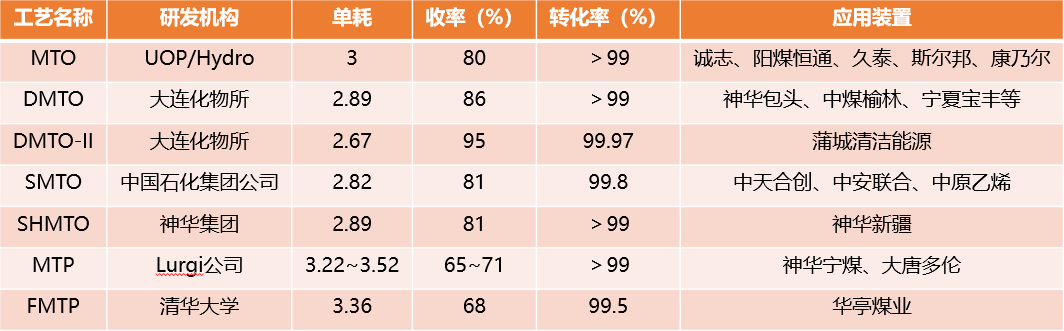 工艺名称 研发机构 单耗 收率（%） 转化率（%） 应用装置
MTO UOP/Hydro 3 80 ＞99 诚志、阳煤恒通、久泰、斯尔邦、康乃尔
DMTO 大连化物所 2.89 86 ＞99 神华包头、中煤榆林、宁夏宝丰等
DMTO-II 大连化物所 2.67 95 99.97 蒲城清洁能源
SMTO 中国石化集团公司 2.82 81 99.8 中天合创、中安联合、中原乙烯
SHMTO 神华集团 2.89 81 ＞99 神华新疆
MTP Lurgi公司 3.22~3.52 65~71 ＞99 神华宁煤、大唐多伦
FMTP 清华大学 3.36 68 99.5 华亭煤业